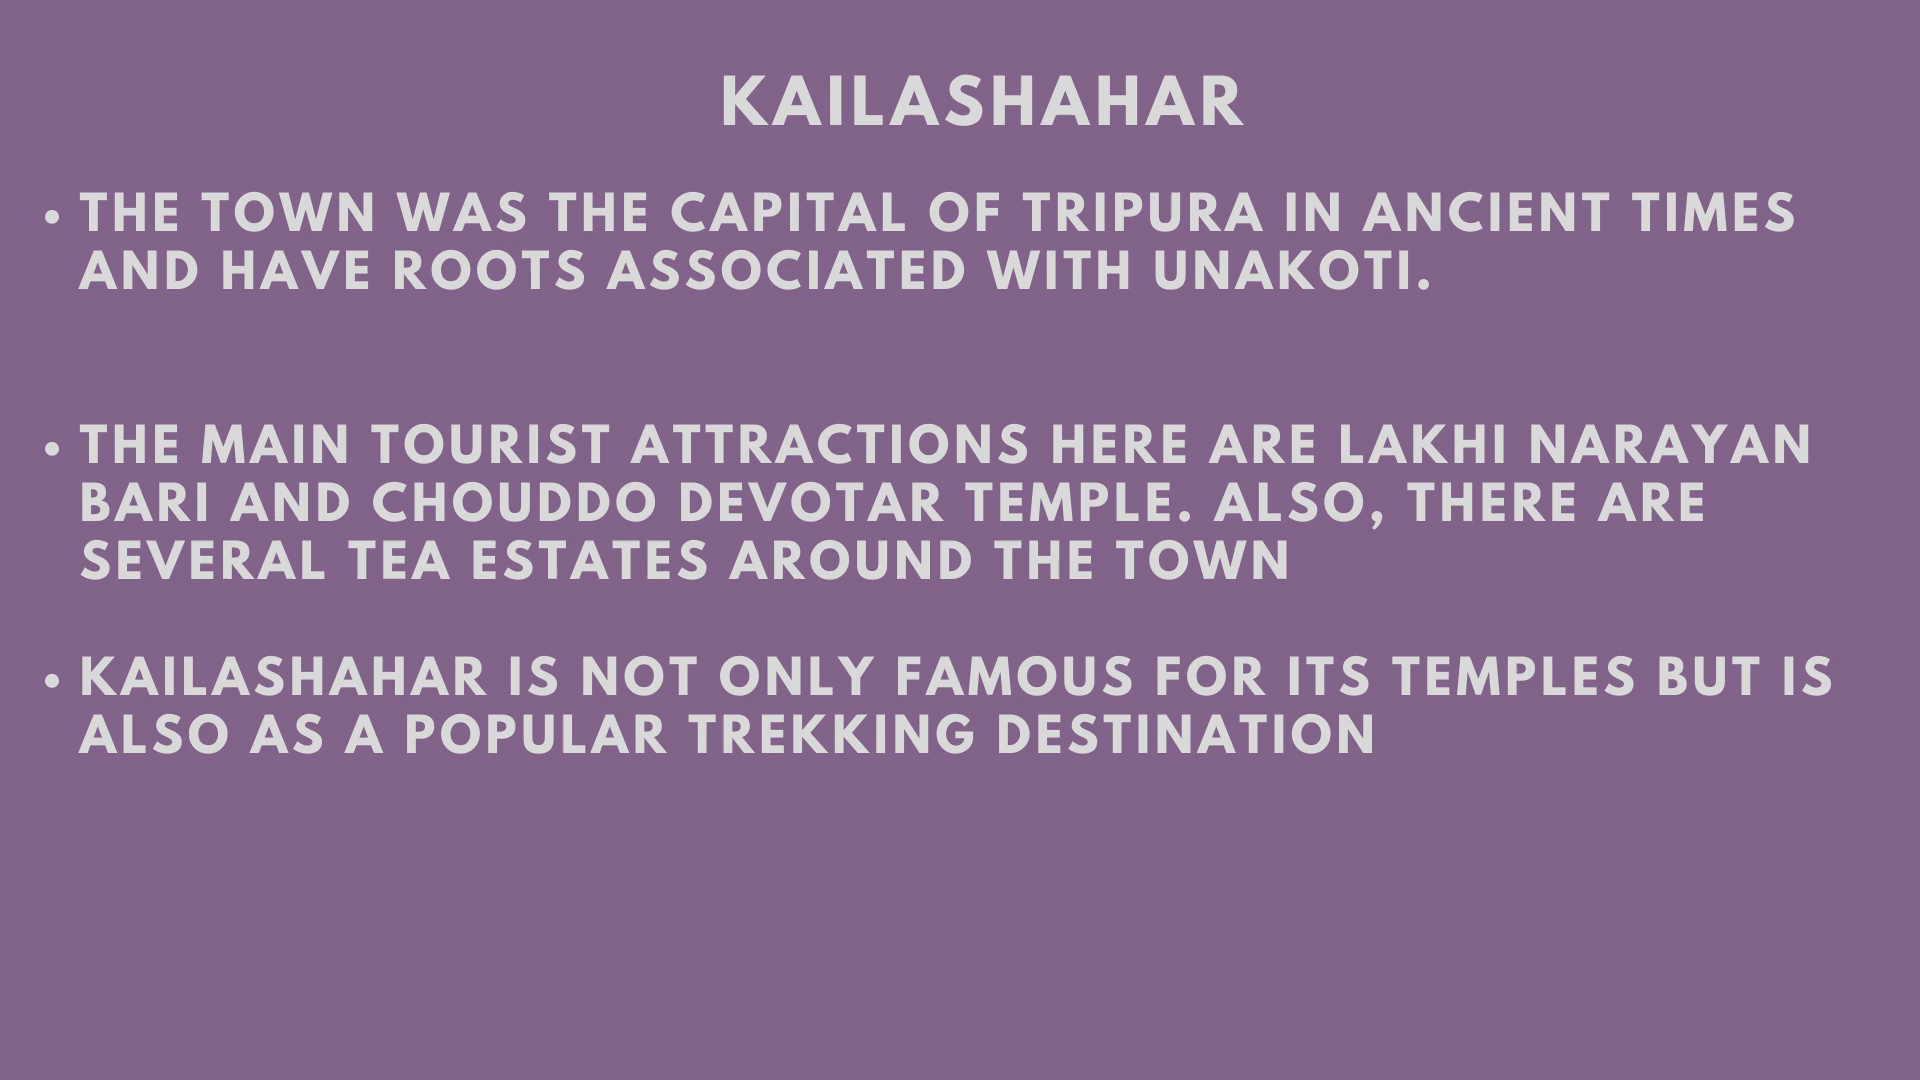 KAILASHAHAR
• THE TOWN WAS THE CAPITAL OF TRIPURA IN ANCIENT TIMES
AND HAVE ROOTS ASSOCIATED WITH UNAKOTI.
• THE MAIN TOURIST ATTRACTIONS HERE ARE LAKHI NARAYAN
BARI AND CHOUDDO DEVOTAR TEMPLE. ALSO, THERE ARE
SEVERAL TEA ESTATES AROUND THE TOWN
• KAILASHAHAR IS NOT ONLY FAMOUS FOR ITS TEMPLES BUT IS
ALSO AS A POPULAR TREKKING DESTINATION